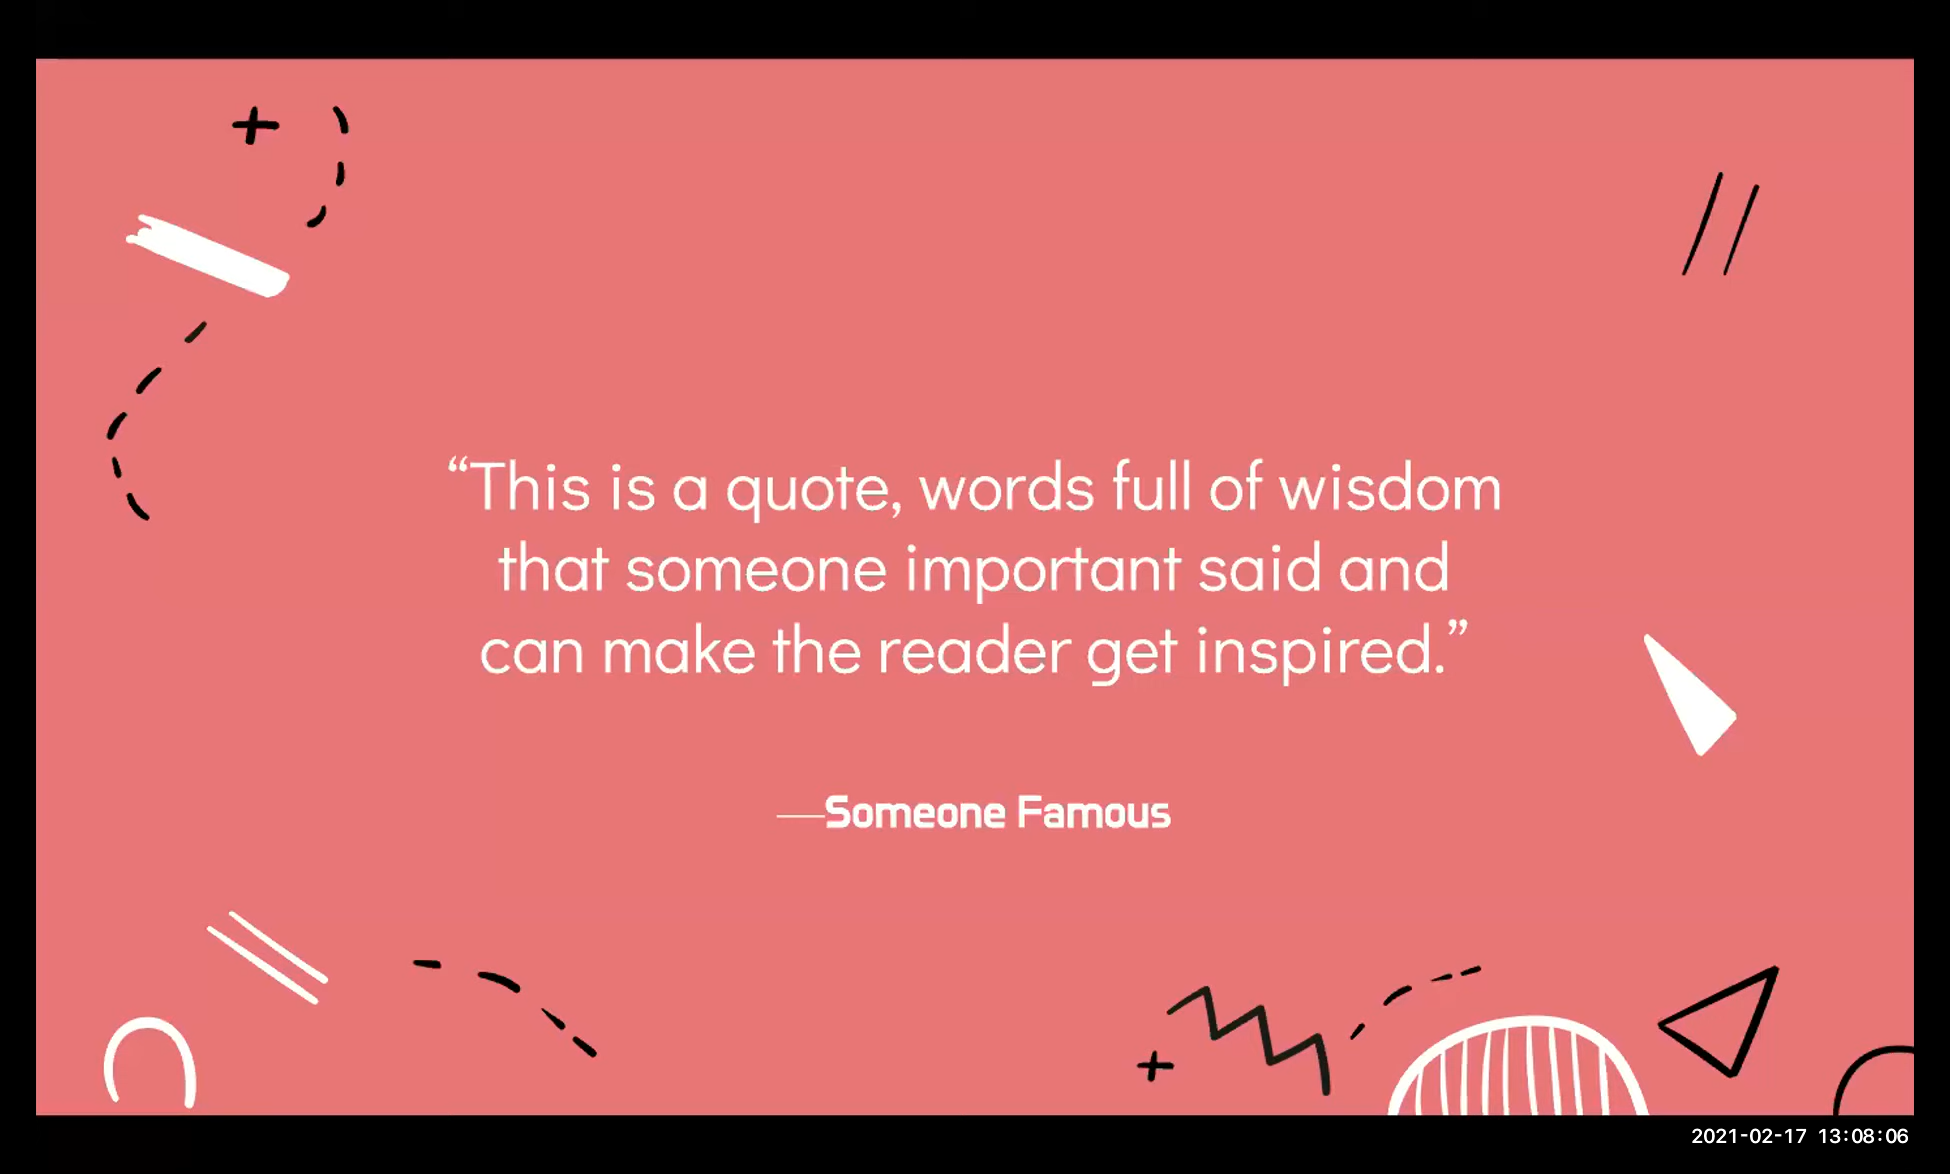 “This is a quote, words full of wisdom
that someone important said and
can make the reader get inspired.”
—Someone Famous
2021-02-17 13:08:06